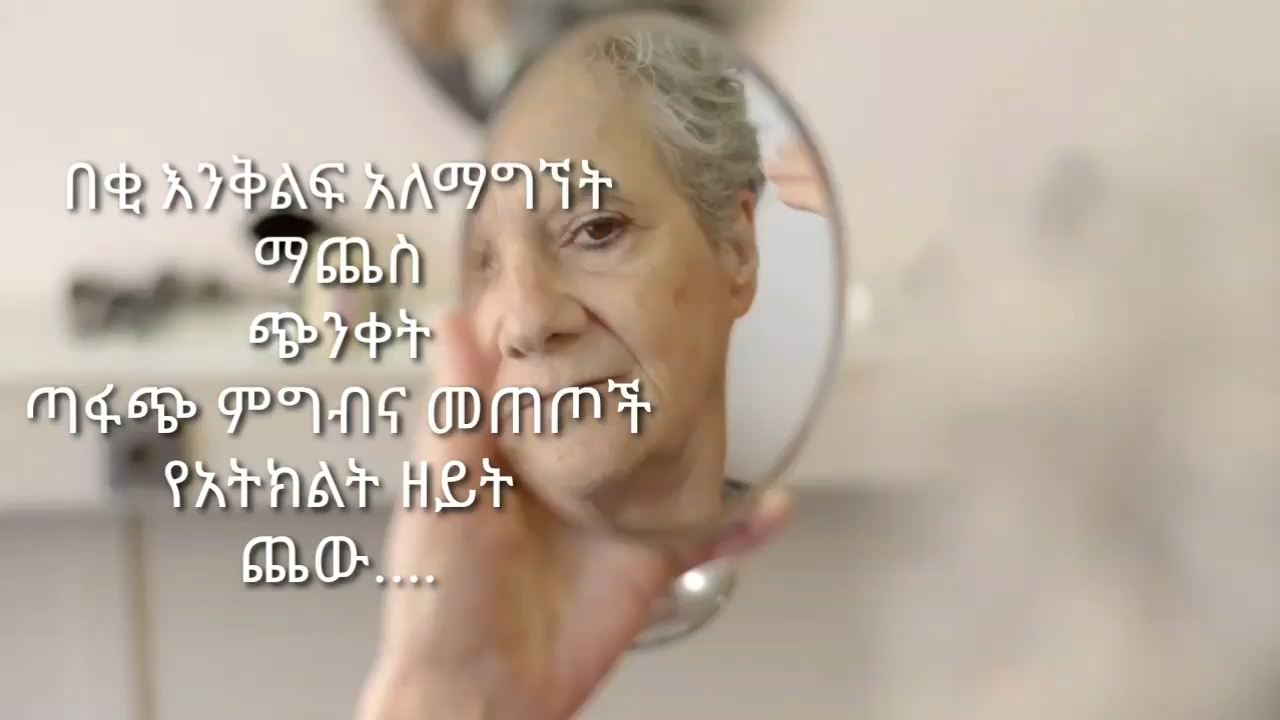 በቂ እንቅልፍ አለማግኘት
ማጨስ
ጭንቀት
ጣፋጭ ምግብና መጠጦች
የአትክልት ዘይት
ጨው....